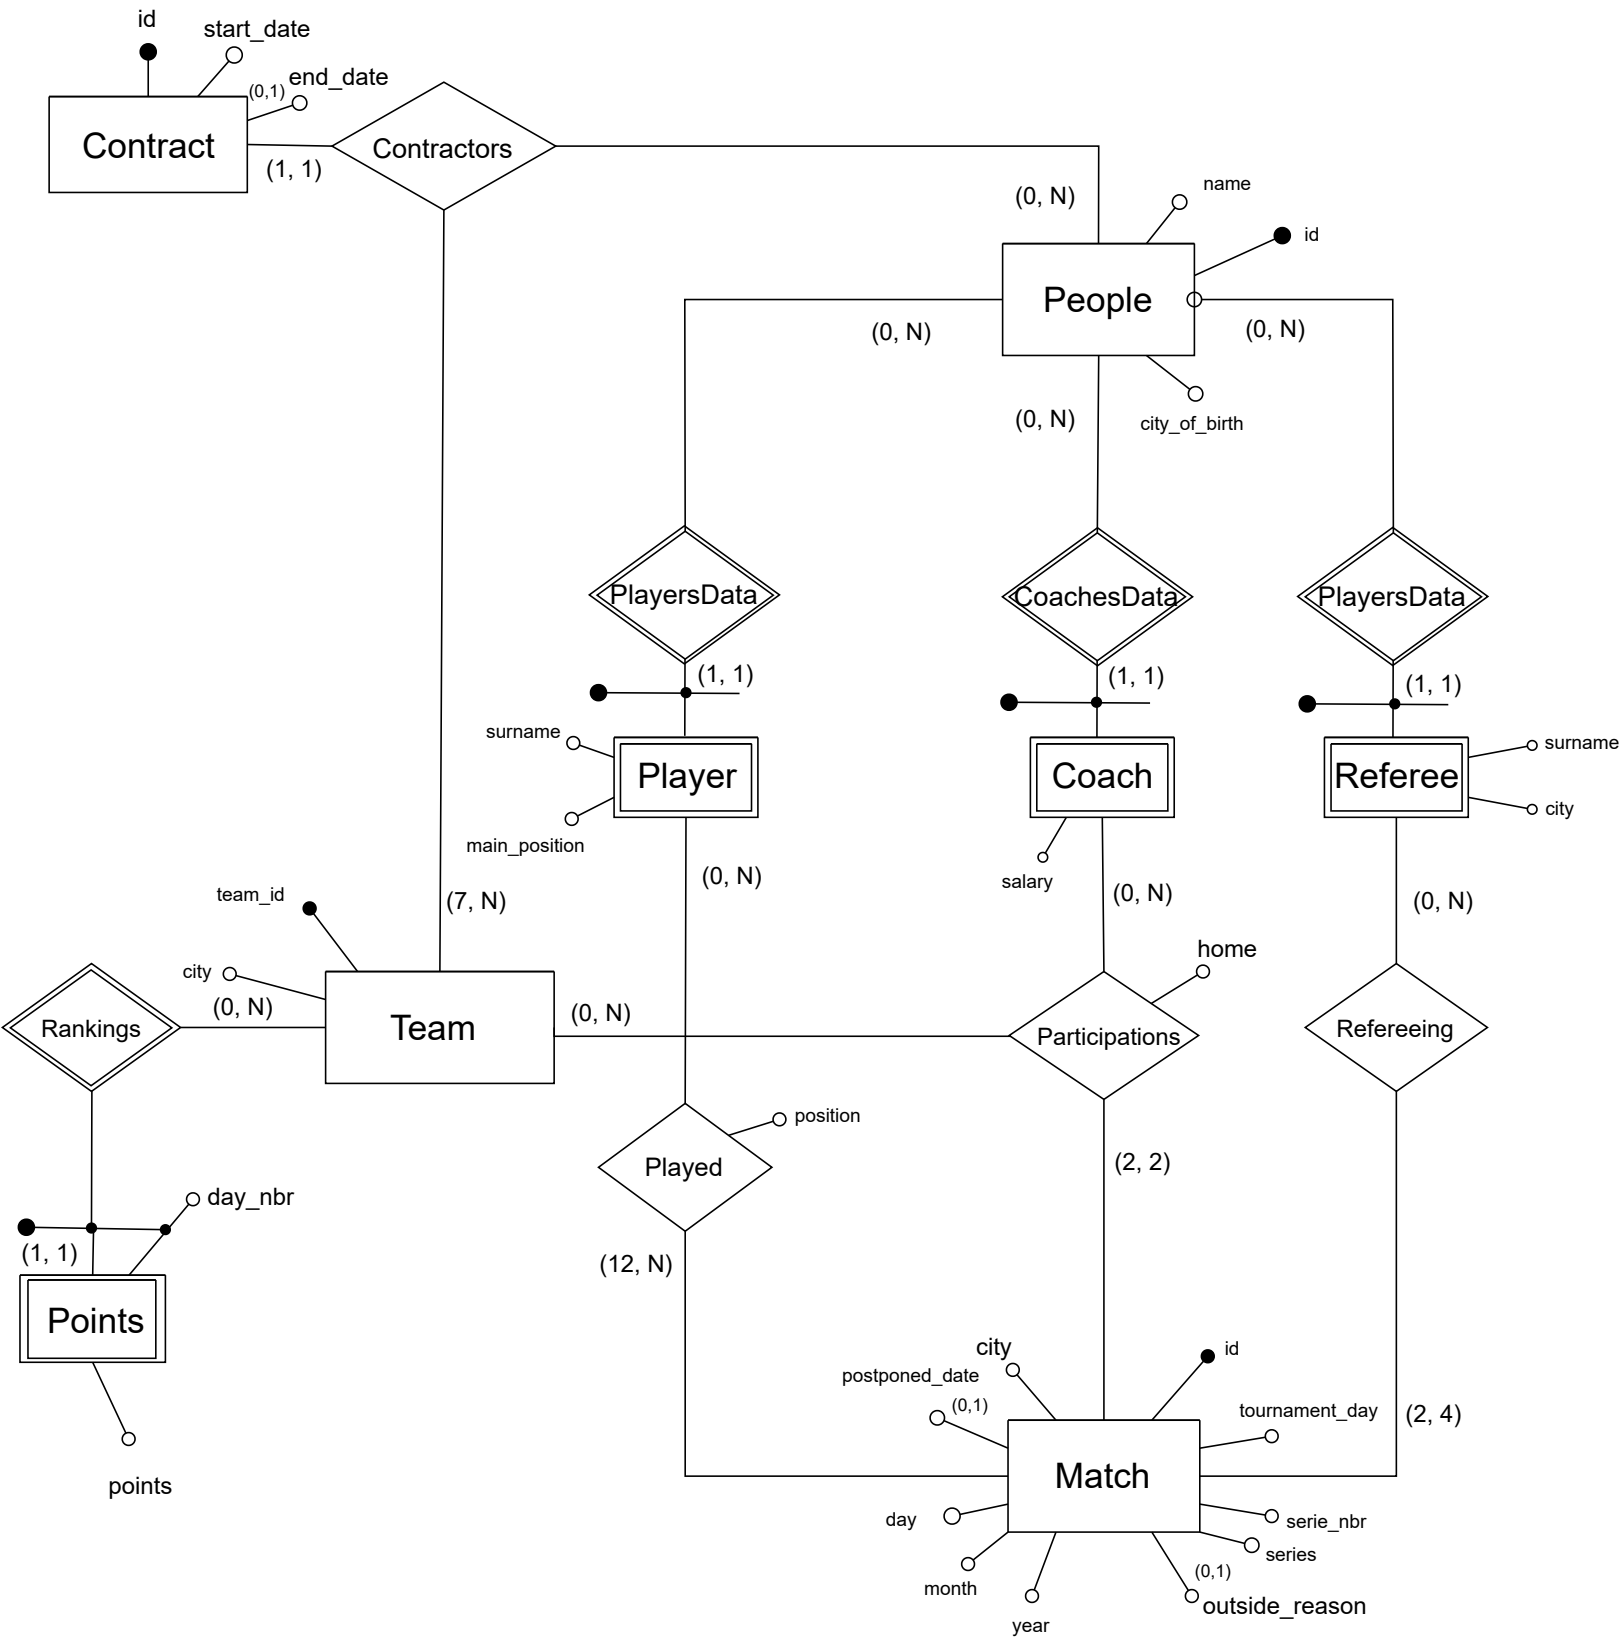 id
start_date
(0,1)
end_date
Contract
(1, 1)
Contractors
(0, N)
name
id
People
(0, N)
(0, N)
(0, N)
city_of_birth
PlayersData
CoachesData
PlayersData
(1, 1)
(1, 1)
(1, 1)
surname
Player
main_position
Coach
salary
Referee
surname
city
(0, N)
(0, N)
(0, N)
team_id
(7, N)
city
(0, N)
Rankings
Team
(0, N)
home
Participations
Refereeing
position
Played
(2, 2)
day_nbr
(1, 1)
(12, N)
Points
points
city
id
postponed_date
(0,1)
tournament_day
(2, 4)
Match
day
serie_nbr
series
month
(0,1)
outside_reason
year